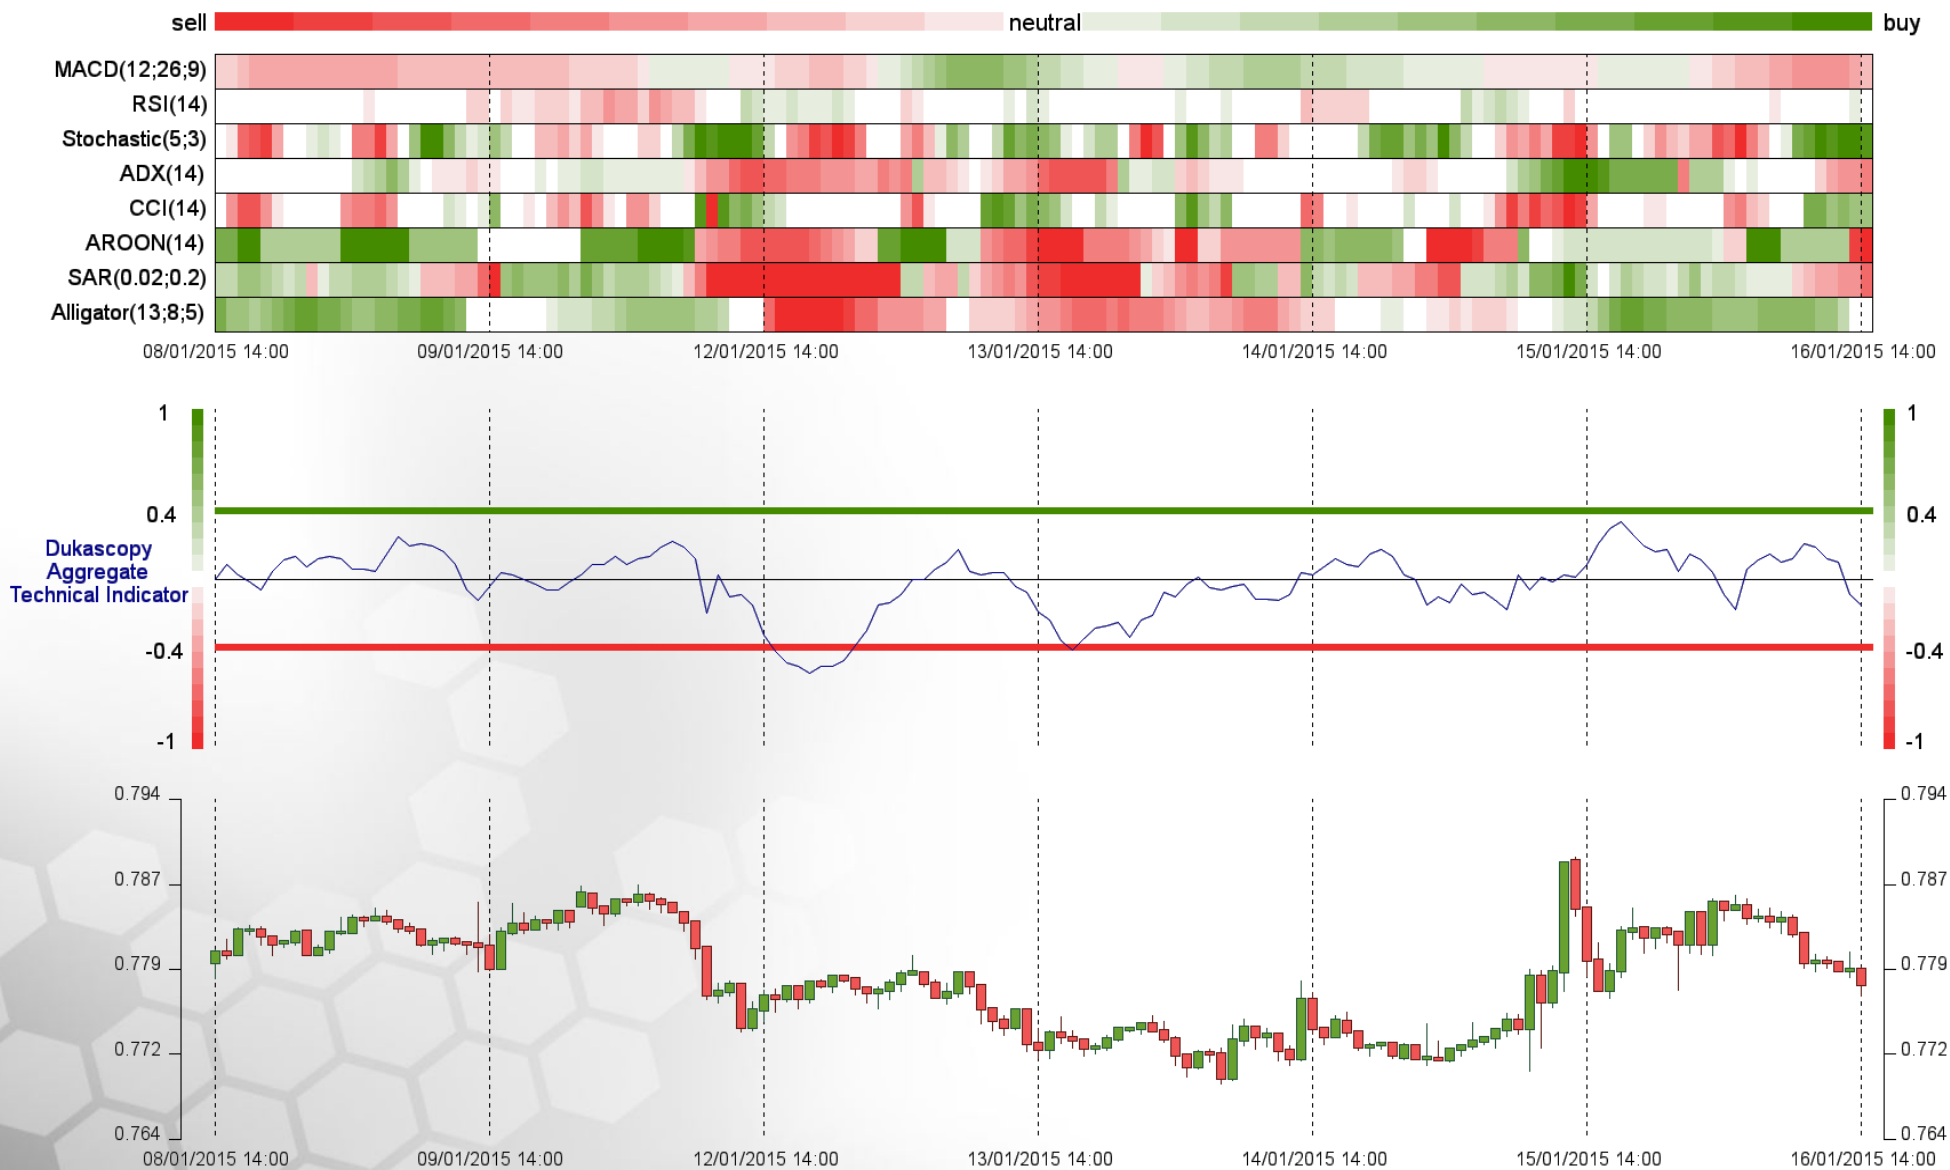 sell neutral buy
MACD(12;26;9)
RSI(14)
Stochastic(5;3)
ADX(14)
CCI(14)
AROON(14)
SAR(0.02;0.2)
Alligator(13;8;5)
08/01/2015 14:00 09/01/2015 14:00 12/01/2015 14:00 13/01/2015 14:00 14/01/2015 14:00 15/01/2015 14:00 16/01/2015 14:00
1 1
0.4 0.4
Dukascopy
Aggregate
Technical Indicator
-0.4 -0.4
-1 -1
0.794 0.794
0.787 0.787
0.779 0.779
0.772 0.772
0.764 0.764
08/01/2015 14:00 09/01/2015 14:00 12/01/2015 14:00 13/01/2015 14:00 14/01/2015 14:00 15/01/2015 14:00 16/01/2015 14:00